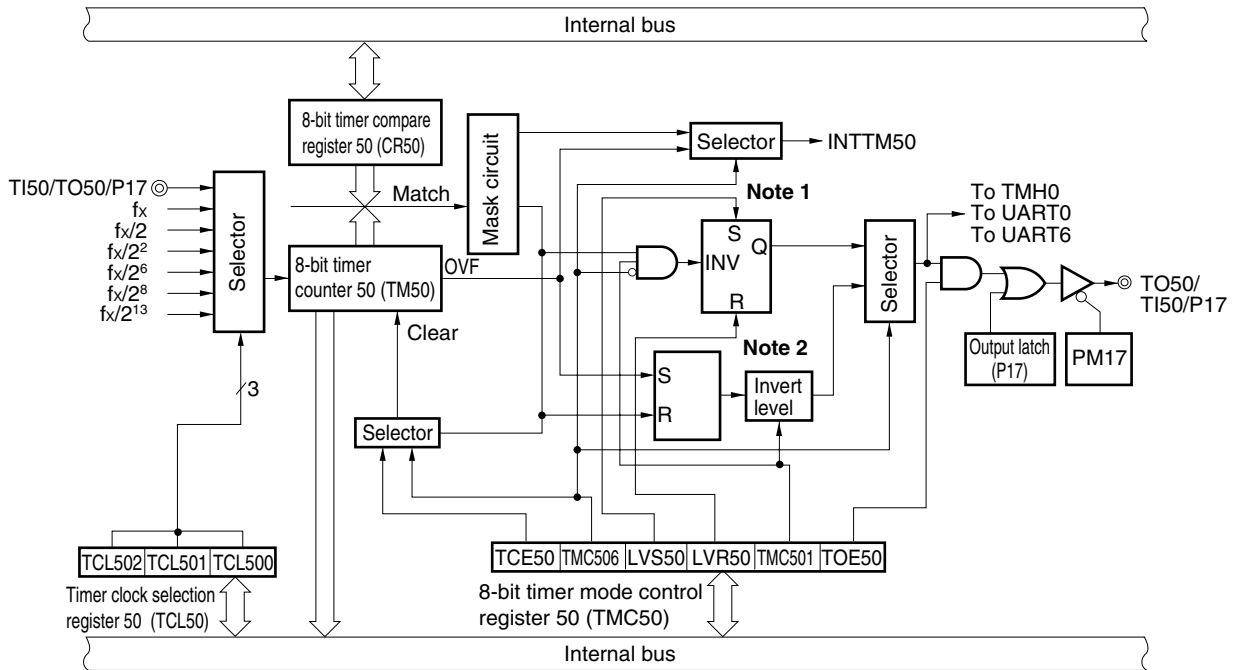 Internal bus
8-bit timer compare
register 50 (CR50)
Mask circuit
Selector
INTTM50
TI50/TO50/P17
fX
fX/2
fX/2²
fX/2⁶
fX/2⁸
fX/2¹³
Selector
Match
8-bit timer
counter 50 (TM50)
OVF
Clear
Note 1
S
Q
INV
R
Selector
To TMH0
To UART0
To UART6
TO50/
TI50/P17
Output latch
(P17)
PM17
Note 2
S
R
Invert
level
3
Selector
TCL502 TCL501 TCL500
Timer clock selection
register 50 (TCL50)
TCE50 TMC506 LVS50 LVR50 TMC501 TOE50
8-bit timer mode control
register 50 (TMC50)
Internal bus